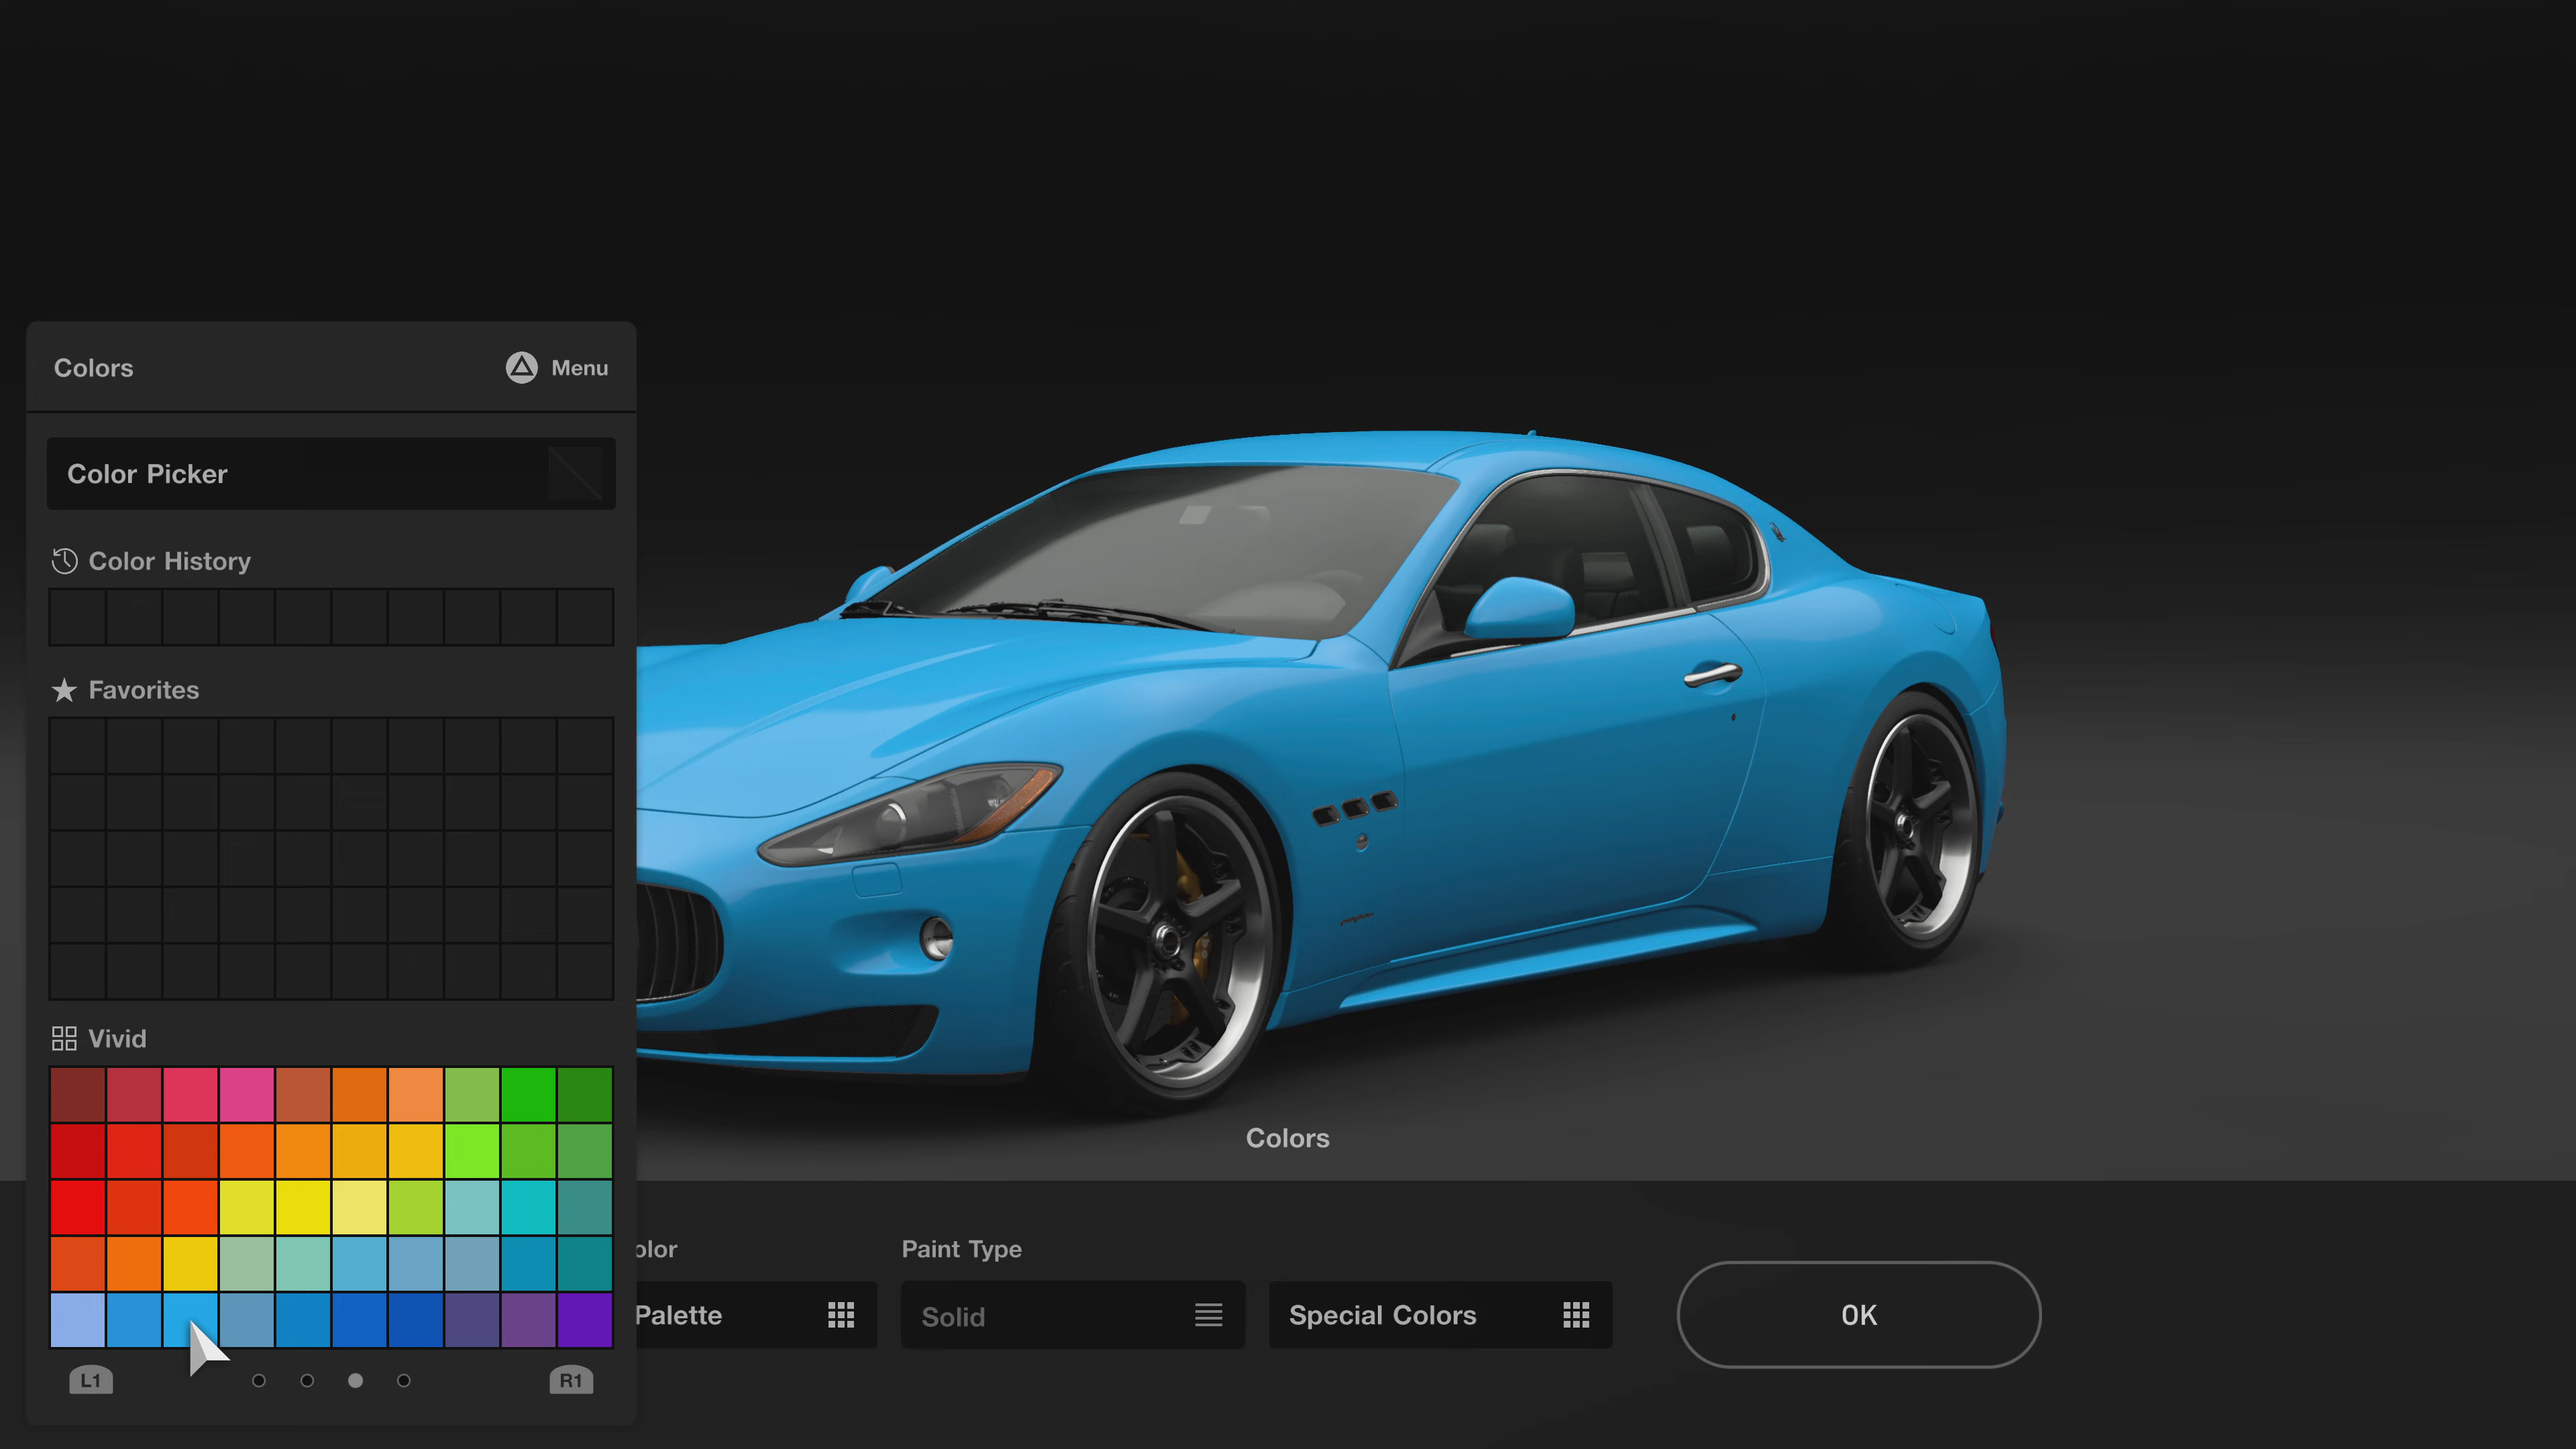 Colors
Menu
Color Picker
Color History
Favorites
Vivid
L1
R1
Colors
olor
Palette
Paint Type
Solid
Special Colors
OK